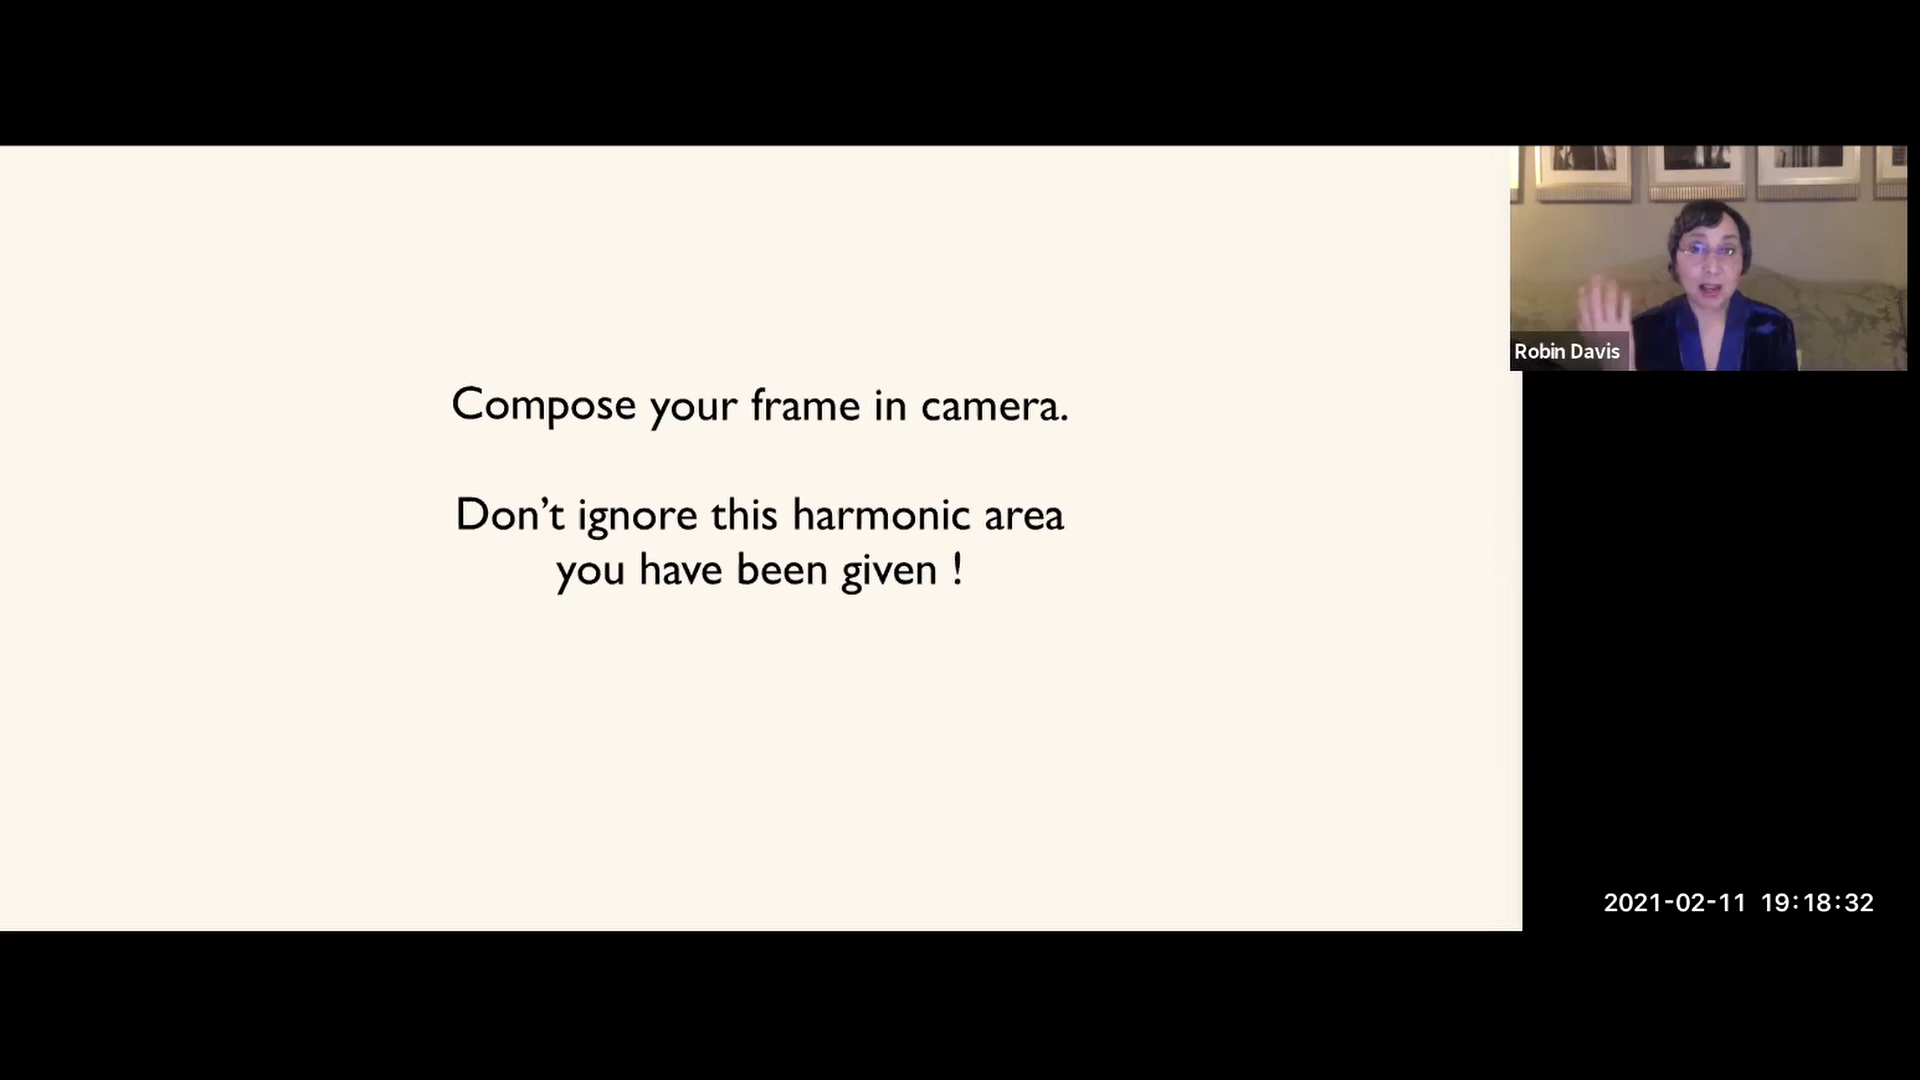 Compose your frame in camera.
Don’t ignore this harmonic area
you have been given !
Robin Davis
2021-02-11 19:18:32